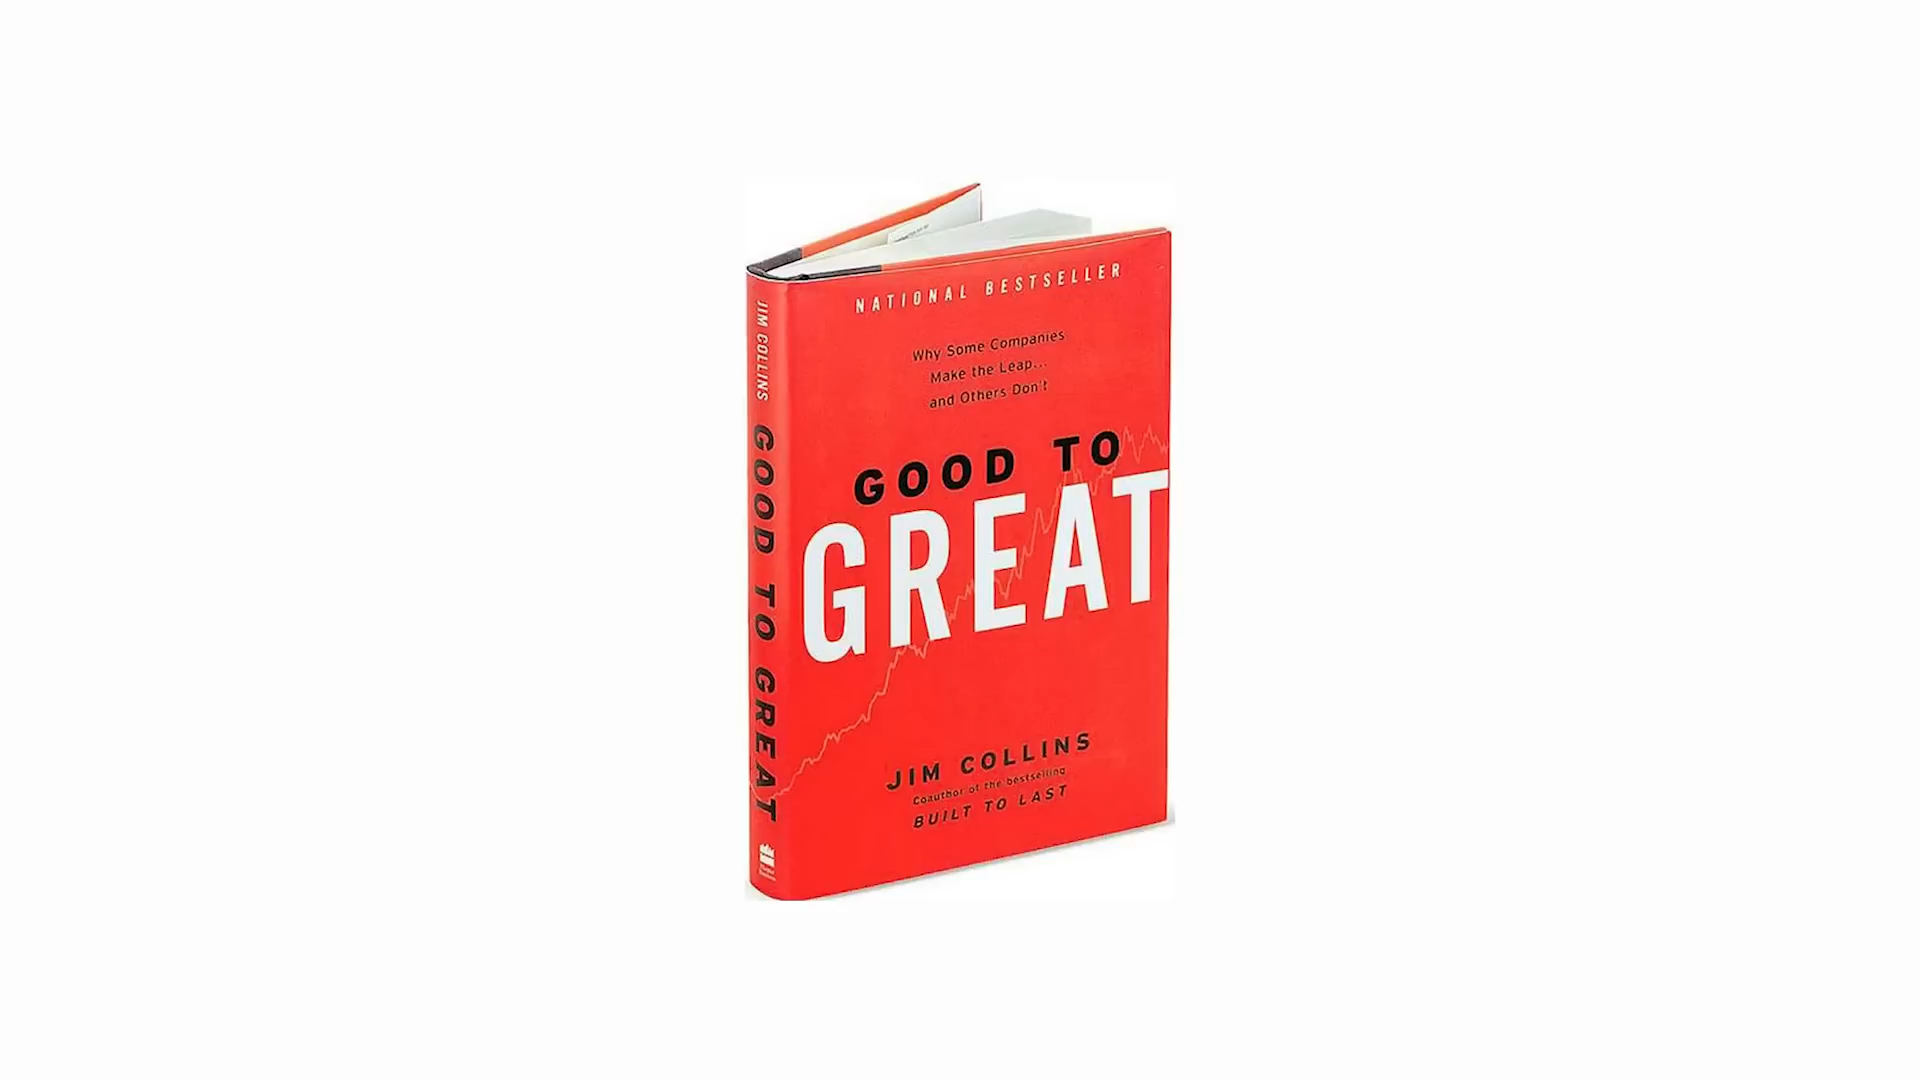 NATIONAL BESTSELLER
Why Some Companies
Make the Leap...
and Others Don't
GOOD TO
GREAT
JIM COLLINS
Coauthor of the bestselling
BUILT TO LAST
JIM COLLINS GOOD TO GREAT